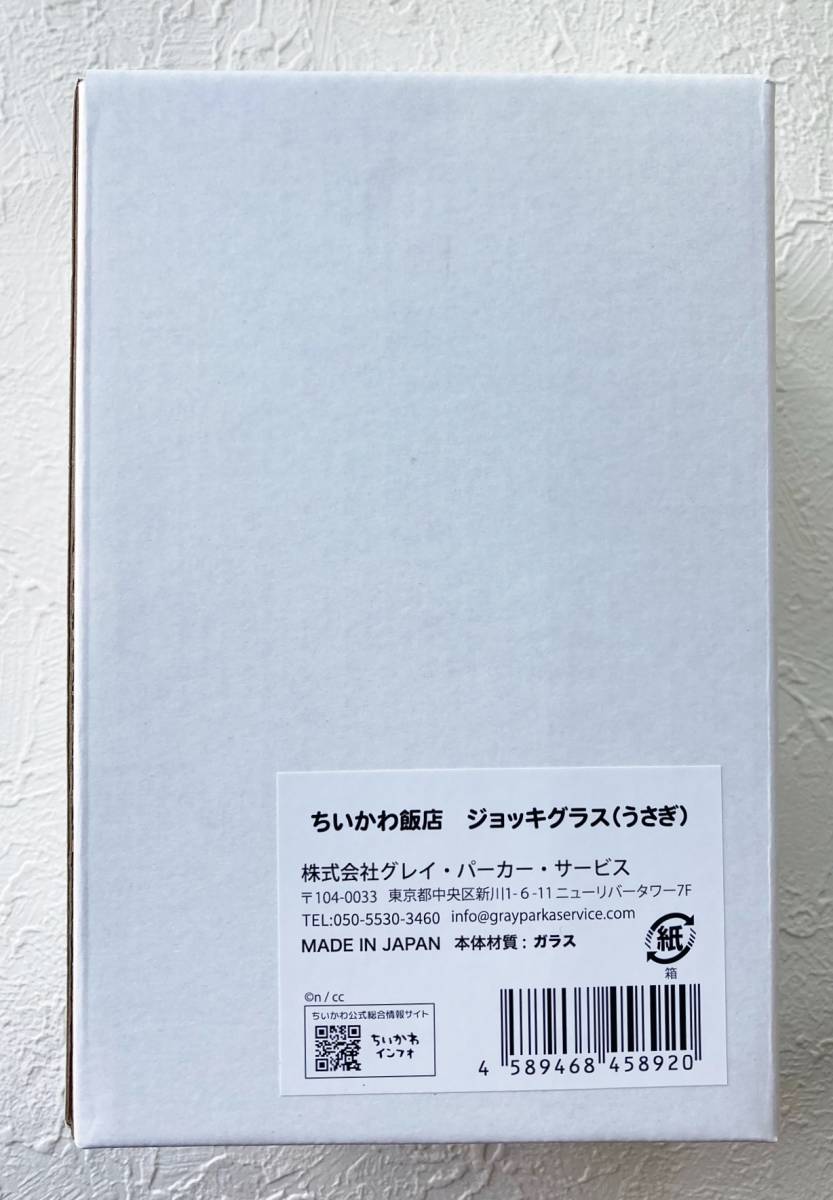 ちいかわ飯店　ジョッキグラス(うさぎ)
株式会社グレイ・パーカー・サービス
〒104-0033 東京都中央区新川1-6-11ニューリバータワー7F
TEL:050-5530-3460 info@grayparkaservice.com
MADE IN JAPAN 本体材質：ガラス
紙
箱
©n / cc
ちいかわ公式総合情報サイト
ちいかわ
インフォ
4 589468 458920